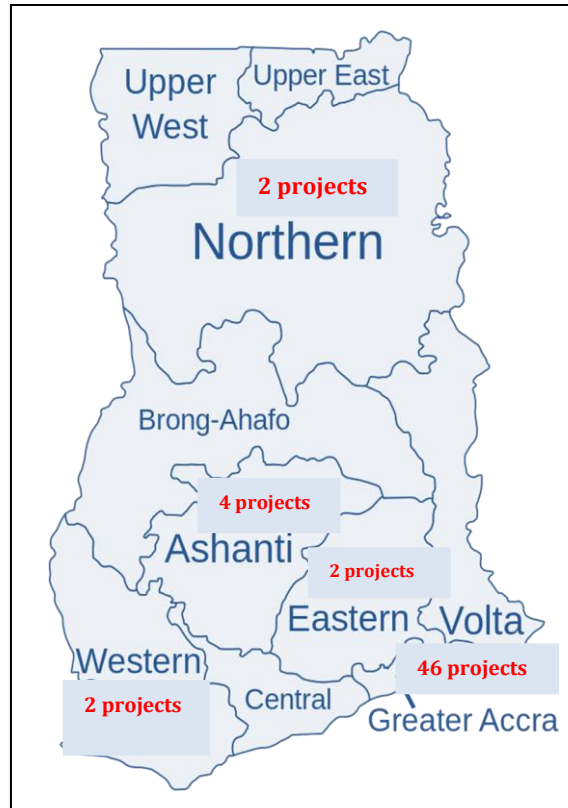 Upper East
Upper
West
2 projects
Northern
Brong-Ahafo
4 projects
Ashanti
2 projects
Eastern
Volta
Western
46 projects
2 projects
Central
Greater Accra